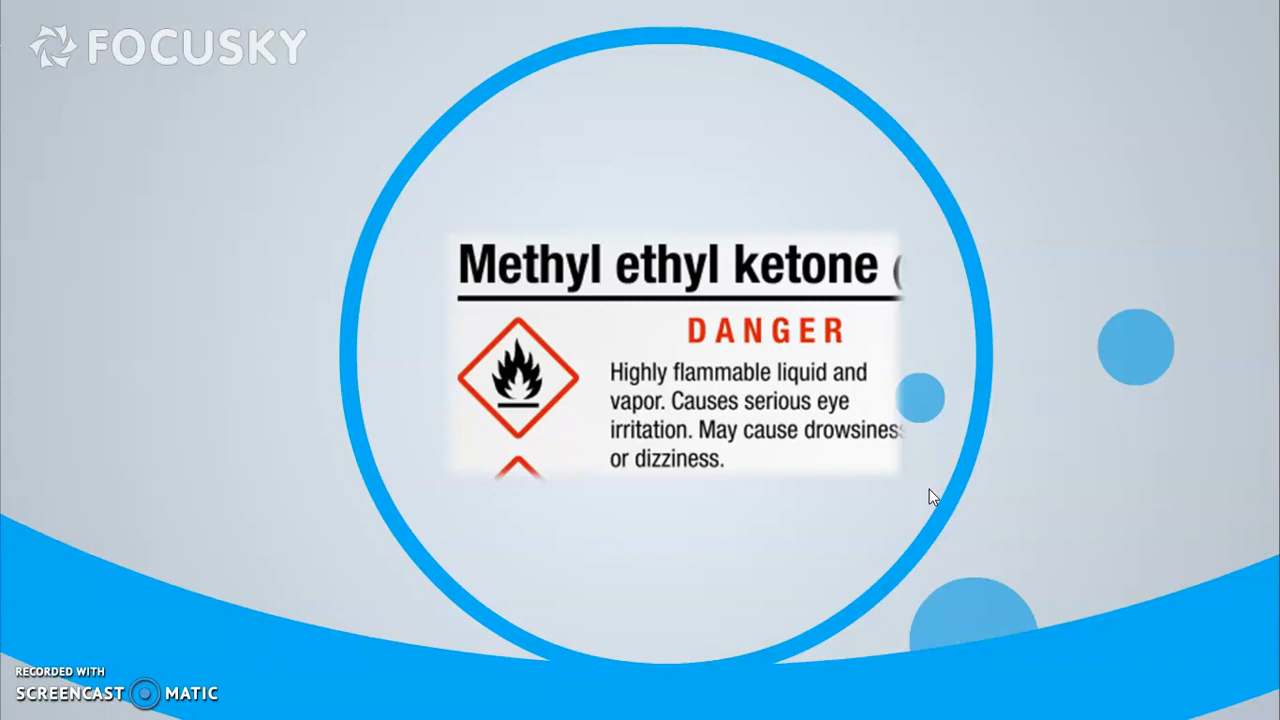 FOCUSKY
Methyl ethyl ketone (
DANGER
Highly flammable liquid and
vapor. Causes serious eye
irritation. May cause drowsiness
or dizziness.
RECORDED WITH
SCREENCAST MATIC